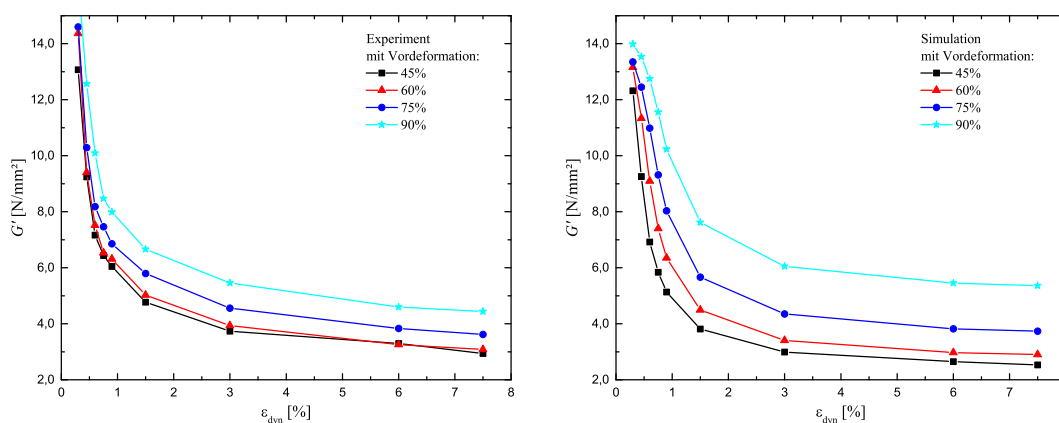 14,0
12,0
10,0
8,0
6,0
4,0
2,0
G' [N/mm²]
0 1 2 3 4 5 6 7 8
ε_dyn [%]
Experiment
mit Vordeformation:
45%
60%
75%
90%
14,0
12,0
10,0
8,0
6,0
4,0
2,0
G' [N/mm²]
0 1 2 3 4 5 6 7
ε_dyn [%]
Simulation
mit Vordeformation:
45%
60%
75%
90%